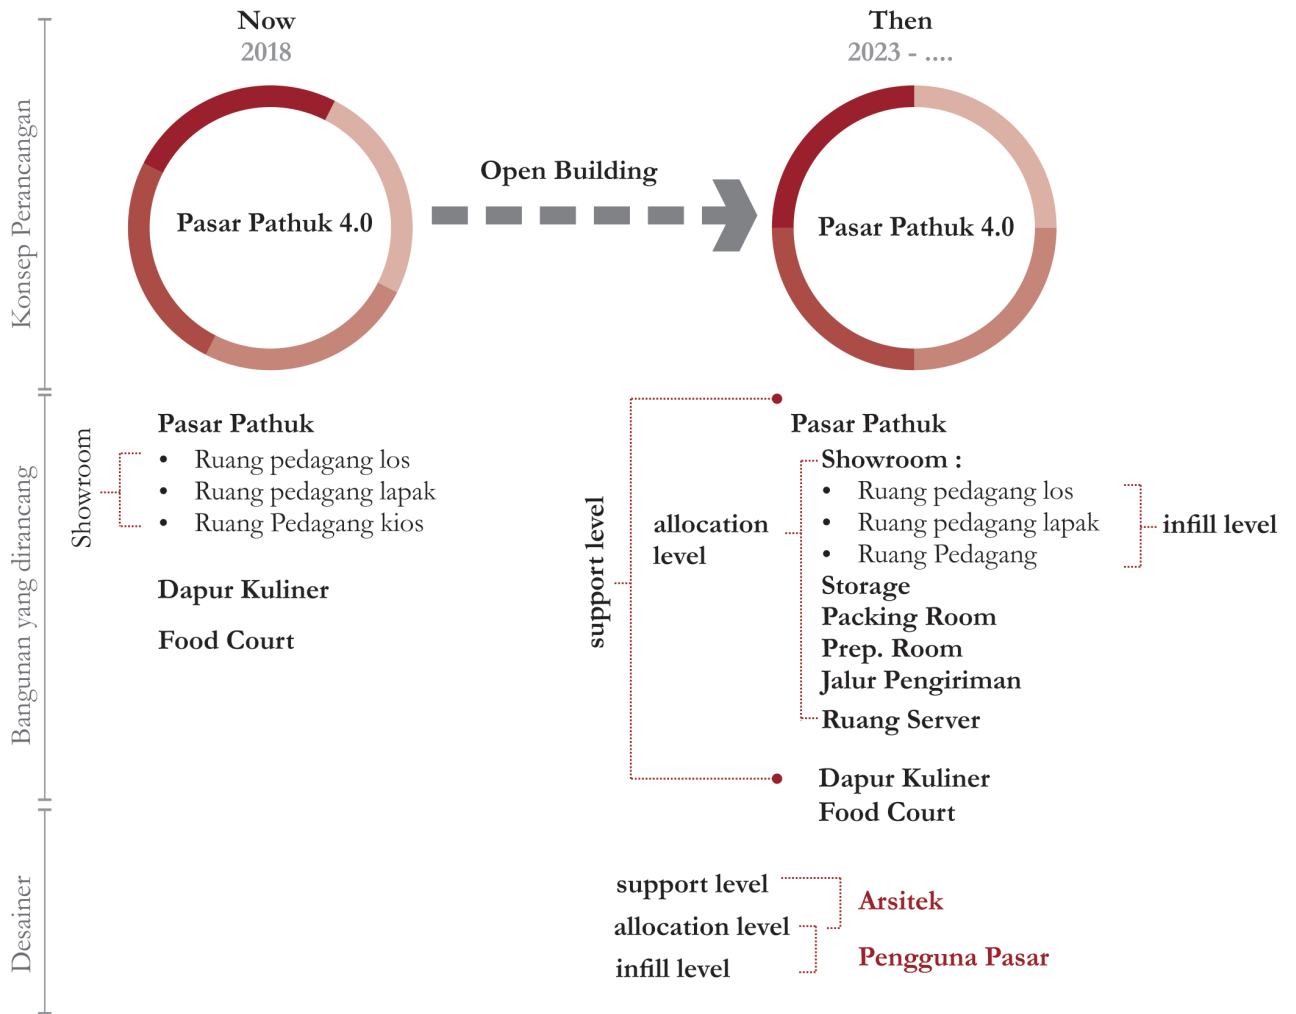 Now
2018
Then
2023 - ....
Konsep Perancangan
Pasar Pathuk 4.0
Open Building
Pasar Pathuk 4.0
Bangunan yang dirancang
Showroom
Pasar Pathuk
• Ruang pedagang los
• Ruang pedagang lapak
• Ruang Pedagang kios
Dapur Kuliner
Food Court
support level
allocation
level
Pasar Pathuk
Showroom :
• Ruang pedagang los
• Ruang pedagang lapak
• Ruang Pedagang
infill level
Storage
Packing Room
Prep. Room
Jalur Pengiriman
Ruang Server
Dapur Kuliner
Food Court
Desainer
support level
allocation level
infill level
Arsitek
Pengguna Pasar